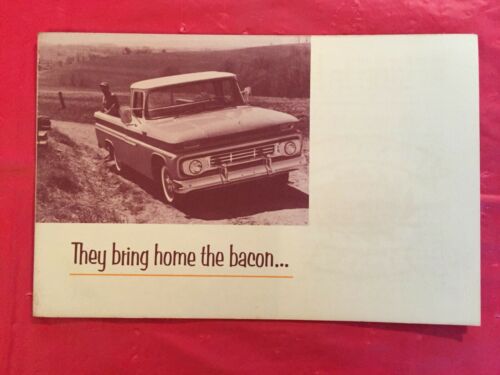 They bring home the bacon...